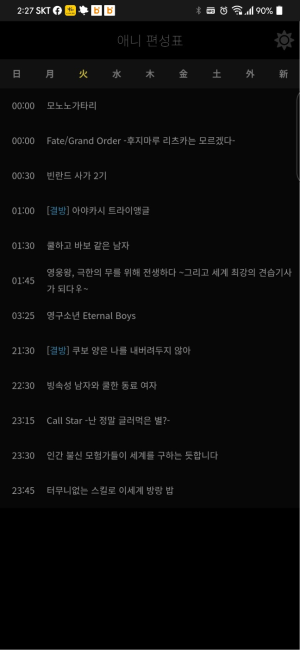 2:27 SKT 90%
애니 편성표
日 月 火 水 木 金 土 外 新
00:00 모노노가타리
00:00 Fate/Grand Order -후지마루 리츠카는 모르겠다-
00:30 빈란드 사가 2기
01:00 [결방] 아야카시 트라이앵글
01:30 쿨하고 바보 같은 남자
01:45 영웅왕, 극한의 무를 위해 전생하다 ~그리고 세계 최강의 견습기사
가 되다♀~
03:25 영구소년 Eternal Boys
21:30 [결방] 쿠보 양은 나를 내버려두지 않아
22:30 빙속성 남자와 쿨한 동료 여자
23:15 Call Star -난 정말 글러먹은 별?-
23:30 인간 불신 모험가들이 세계를 구하는 듯합니다
23:45 터무니없는 스킬로 이세계 방랑 밥